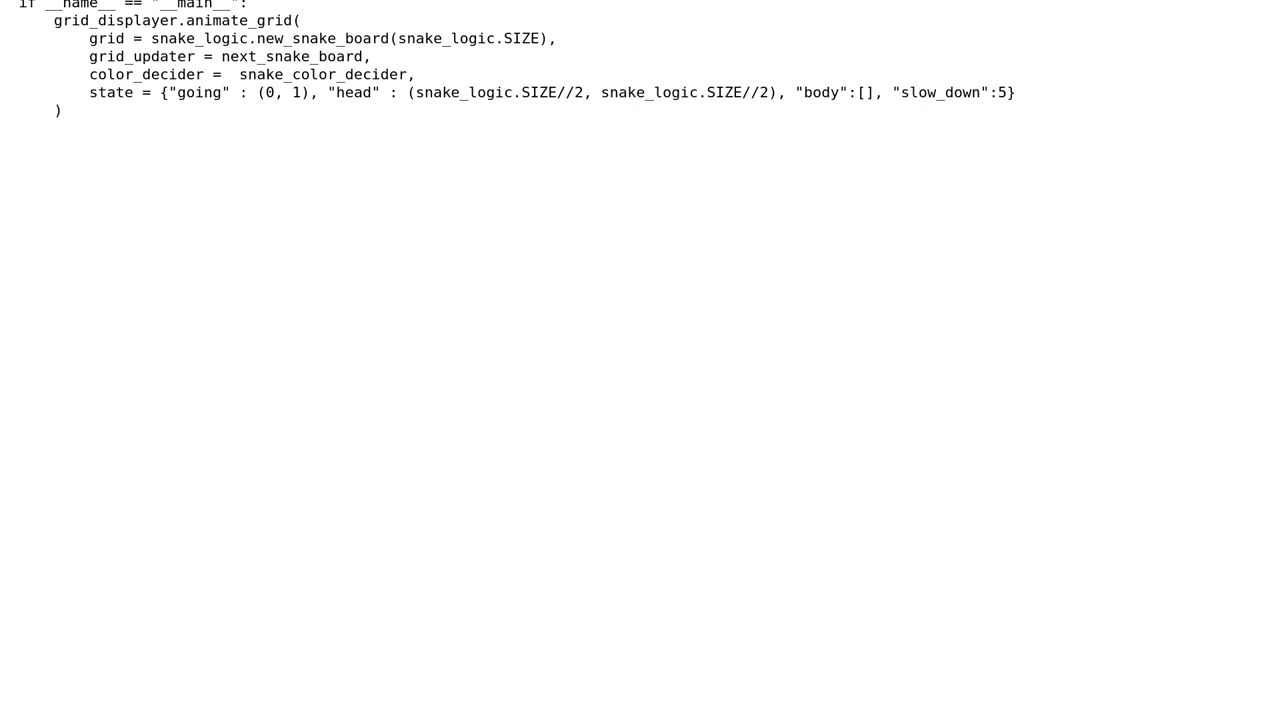 if __name__ == "__main__":
    grid_displayer.animate_grid(
        grid = snake_logic.new_snake_board(snake_logic.SIZE),
        grid_updater = next_snake_board,
        color_decider =  snake_color_decider,
        state = {"going" : (0, 1), "head" : (snake_logic.SIZE//2, snake_logic.SIZE//2), "body":[], "slow_down":5}
    )